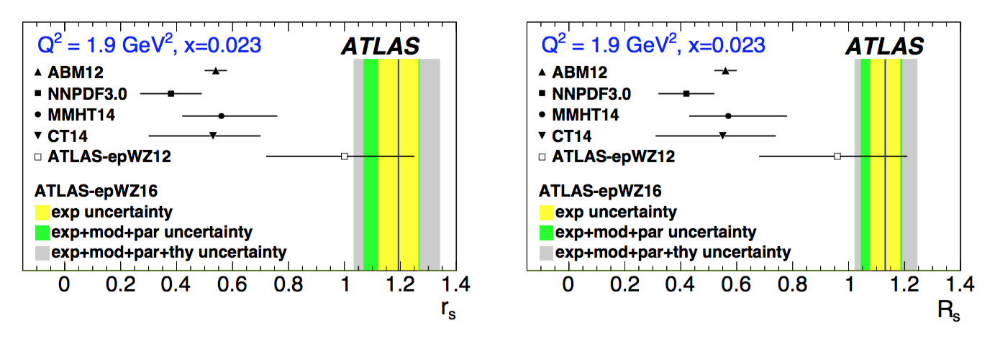 Q² = 1.9 GeV², x=0.023
ATLAS
ABM12
NNPDF3.0
MMHT14
CT14
ATLAS-epWZ12
ATLAS-epWZ16
exp uncertainty
exp+mod+par uncertainty
exp+mod+par+thy uncertainty
0 0.2 0.4 0.6 0.8 1 1.2 1.4
rₛ
Q² = 1.9 GeV², x=0.023
ATLAS
ABM12
NNPDF3.0
MMHT14
CT14
ATLAS-epWZ12
ATLAS-epWZ16
exp uncertainty
exp+mod+par uncertainty
exp+mod+par+thy uncertainty
0 0.2 0.4 0.6 0.8 1 1.2 1.4
Rₛ